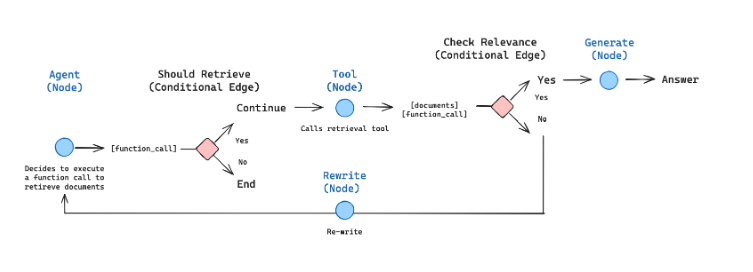 Agent
(Node)
Should Retrieve
(Conditional Edge)
Tool
(Node)
Check Relevance
(Conditional Edge)
Generate
(Node)
Continue
[documents]
[function_call]
Yes
Yes
Answer
Calls retrieval tool
No
[function_call]
Yes
No
End
Decides to execute
a function call to
retireve documents
Rewrite
(Node)
Re-write